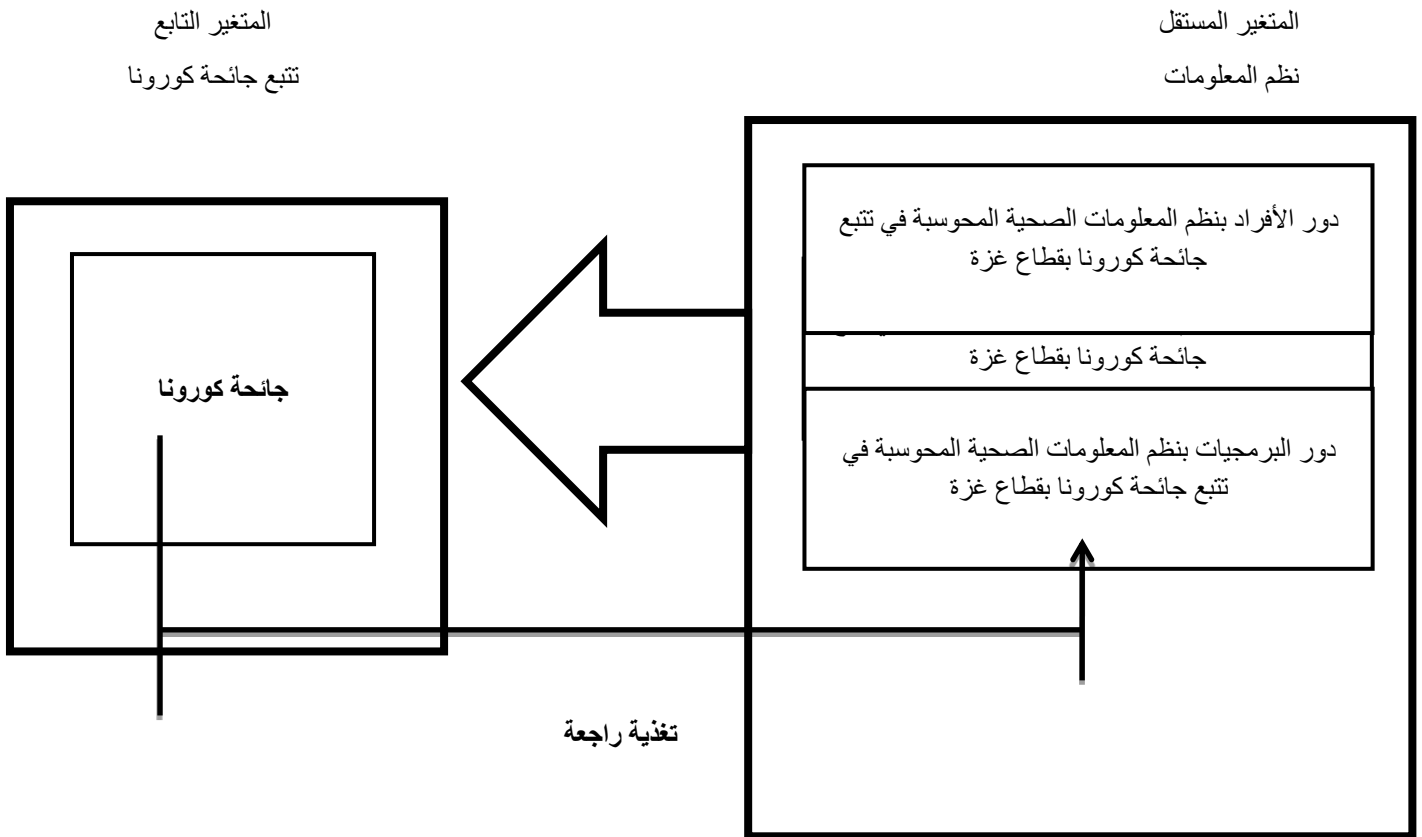 المتغير المستقل
نظم المعلومات
المتغير التابع
تتبع جائحة كورونا
دور الأفراد بنظم المعلومات الصحية المحوسبة في تتبع
جائحة كورونا بقطاع غزة
جائحة كورونا بقطاع غزة
دور البرمجيات بنظم المعلومات الصحية المحوسبة في
تتبع جائحة كورونا بقطاع غزة
جائحة كورونا
تغذية راجعة